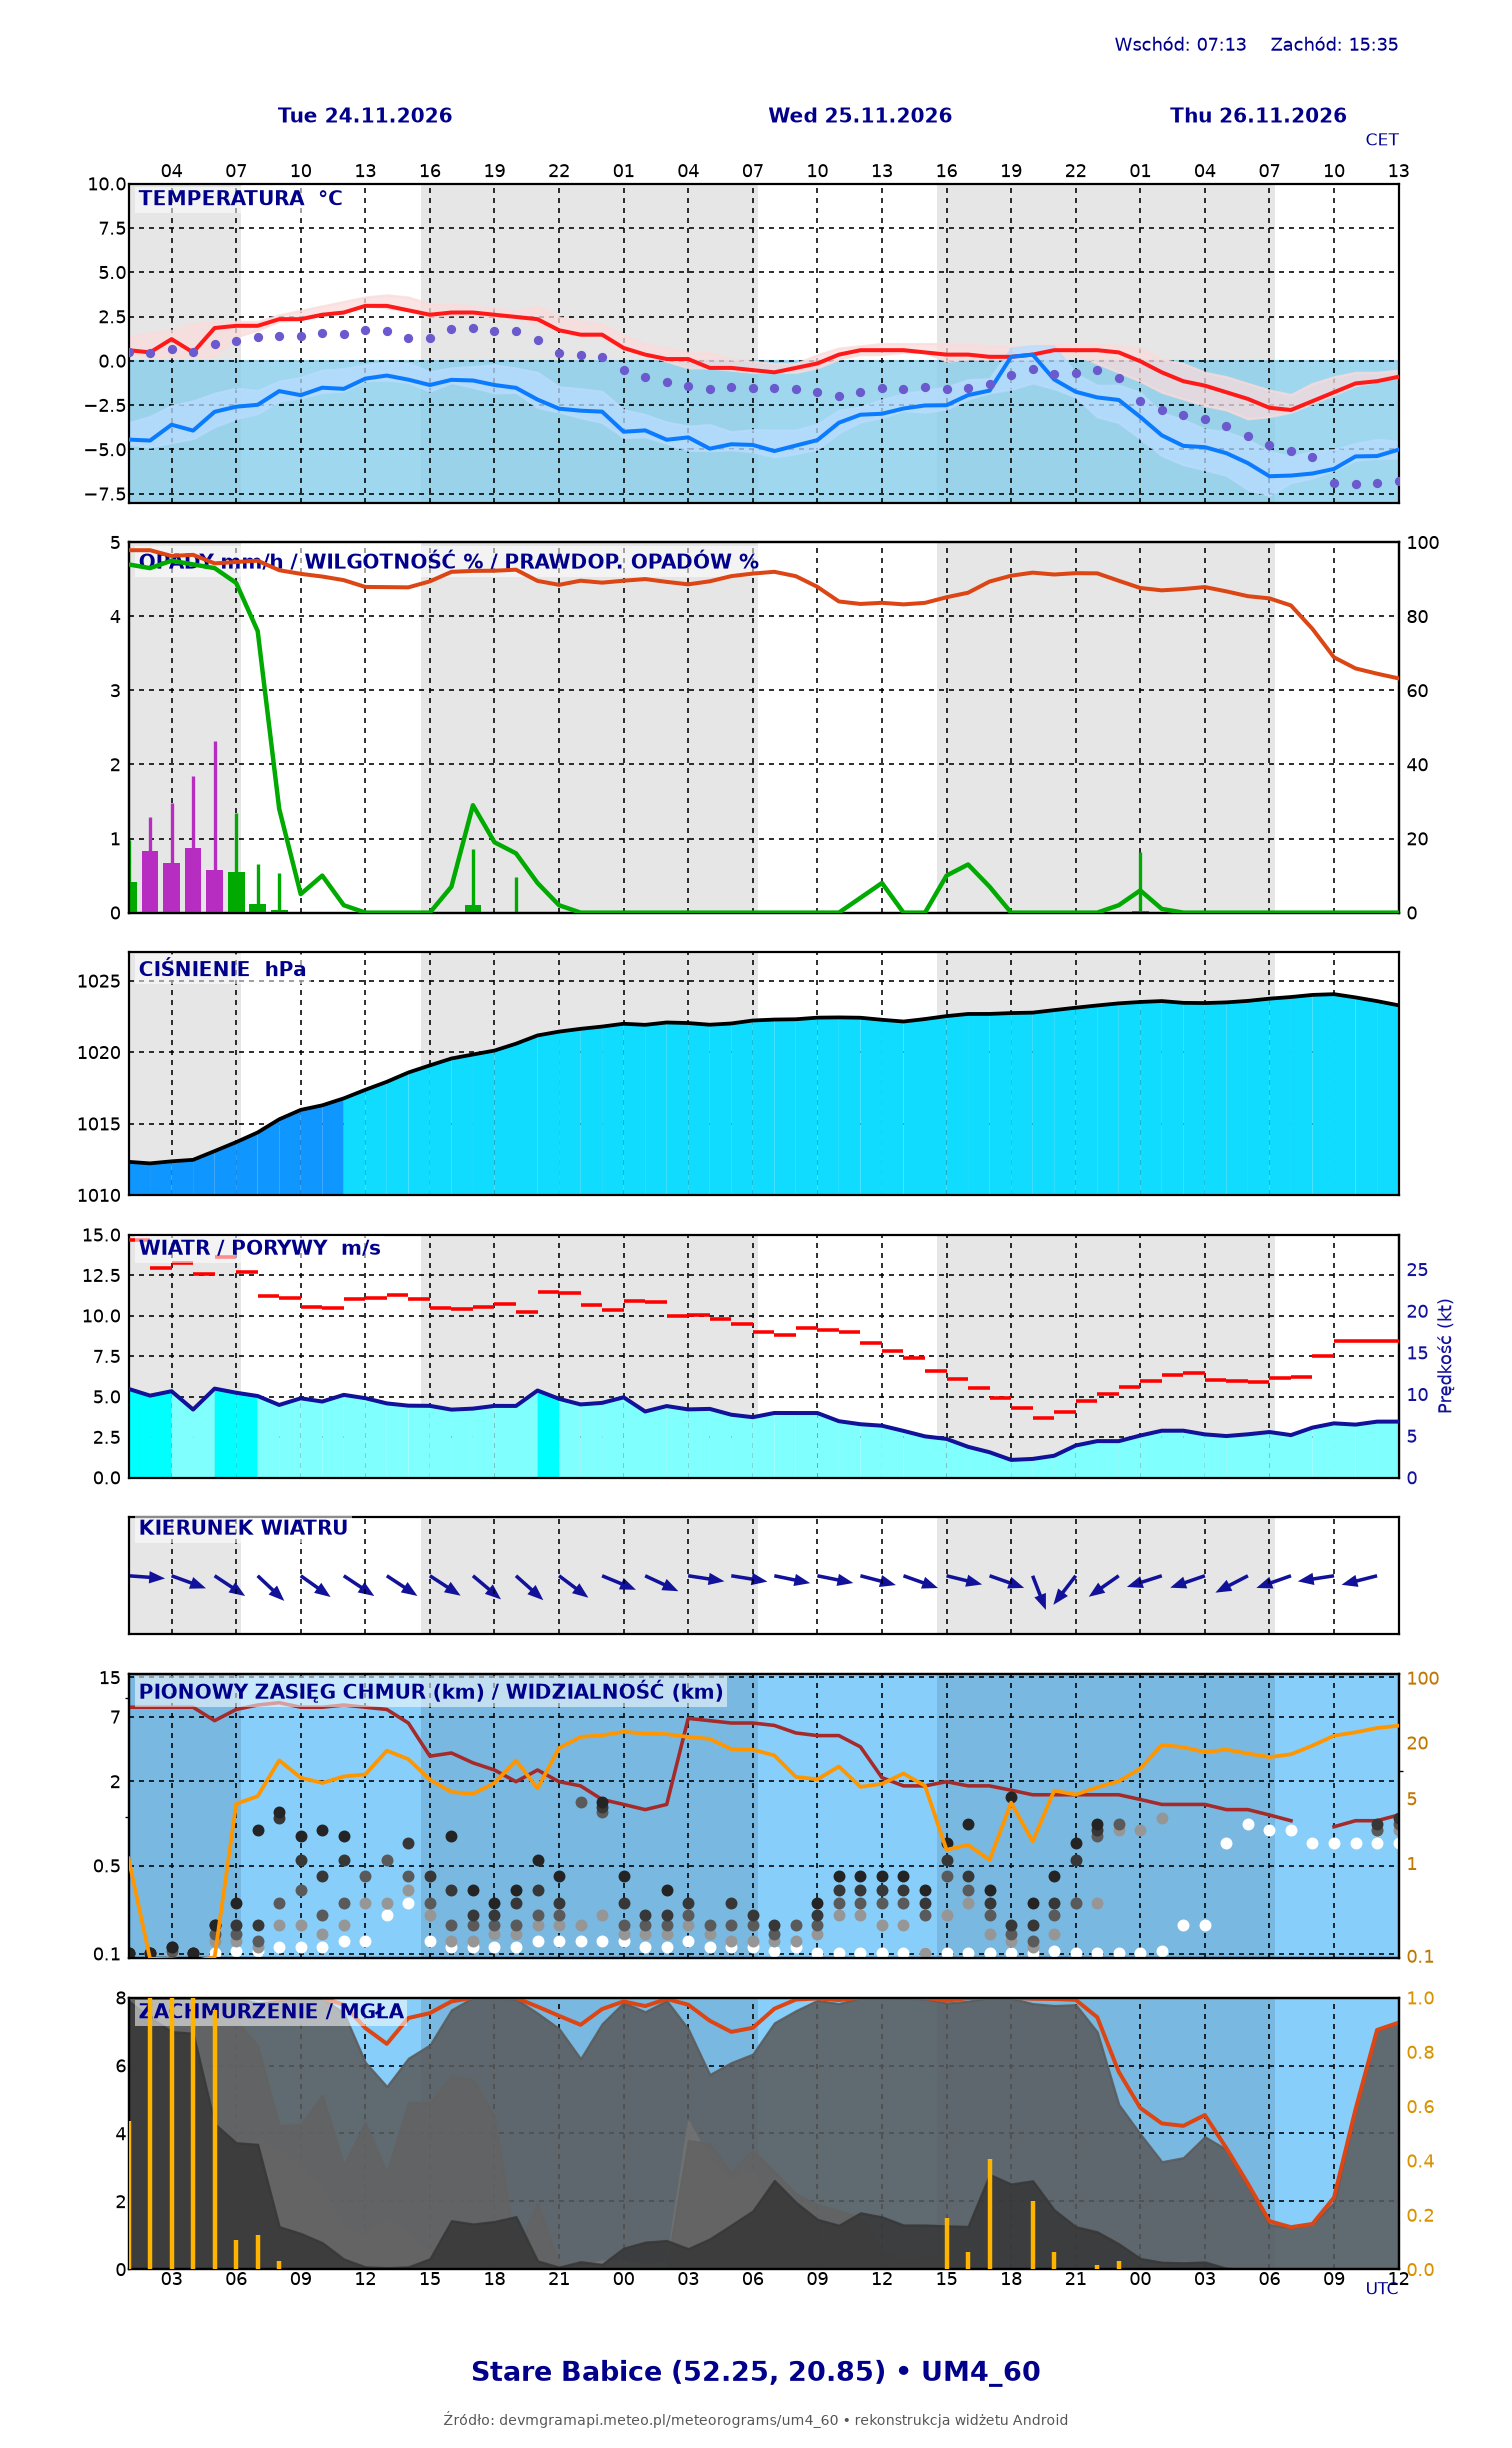 Wschód: 07:13 Zachód: 15:35
Tue 24.11.2026 Wed 25.11.2026 Thu 26.11.2026
CET
04 07 10 13 16 19 22 01 04 07 10 13 16 19 22 01 04 07 10 13
TEMPERATURA °C
10.0
7.5
5.0
2.5
0.0
−2.5
−5.0
−7.5
OPADY mm/h / WILGOTNOŚĆ % / PRAWDOP. OPADÓW %
5 100
4 80
3 60
2 40
1 20
0 0
CIŚNIENIE hPa
1025
1020
1015
1010
WIATR / PORYWY m/s
15.0
12.5 25
10.0 20
7.5 15
5.0 10
2.5 5
0.0 0
Prędkość (kt)
KIERUNEK WIATRU
PIONOWY ZASIĘG CHMUR (km) / WIDZIALNOŚĆ (km)
15 100
7 20
2 5
0.5 1
0.1 0.1
ZACHMURZENIE / MGŁA
8 1.0
0.8
6 0.6
4 0.4
2 0.2
0 0.0
03 06 09 12 15 18 21 00 03 06 09 12 15 18 21 00 03 06 09 12
UTC
Stare Babice (52.25, 20.85) • UM4_60
Źródło: devmgramapi.meteo.pl/meteorograms/um4_60 • rekonstrukcja widżetu Android